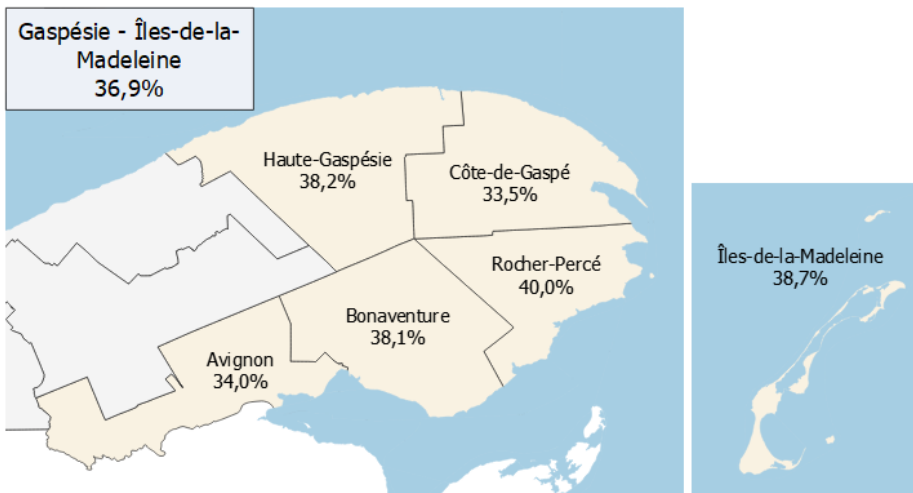 Gaspésie - Îles-de-la-
Madeleine
36,9%
Haute-Gaspésie
38,2%
Côte-de-Gaspé
33,5%
Rocher-Percé
40,0%
Îles-de-la-Madeleine
38,7%
Bonaventure
38,1%
Avignon
34,0%